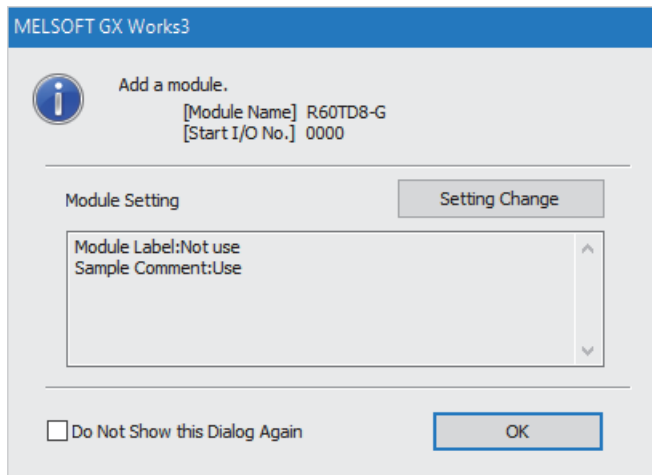 MELSOFT GX Works3
Add a module.
[Module Name] R60TD8-G
[Start I/O No.] 0000
Module Setting
Setting Change
Module Label:Not use
Sample Comment:Use
Do Not Show this Dialog Again
OK